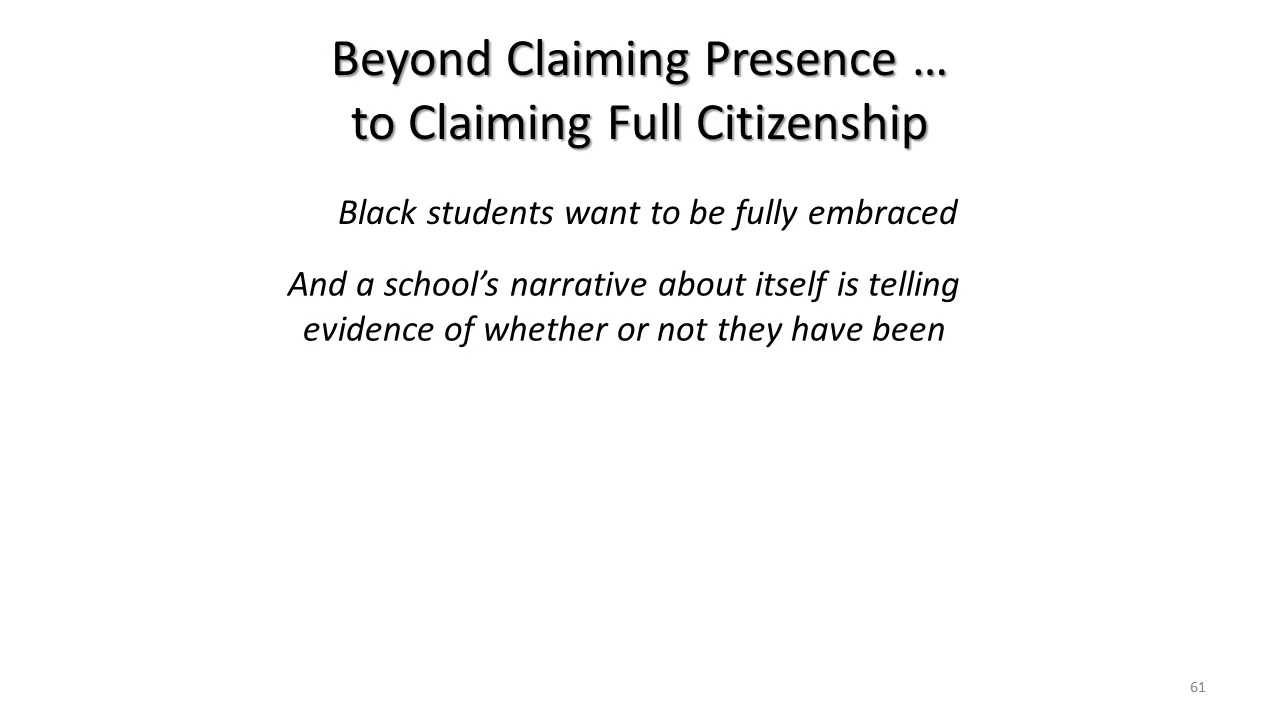 Beyond Claiming Presence …
to Claiming Full Citizenship
Black students want to be fully embraced
And a school’s narrative about itself is telling
evidence of whether or not they have been
61